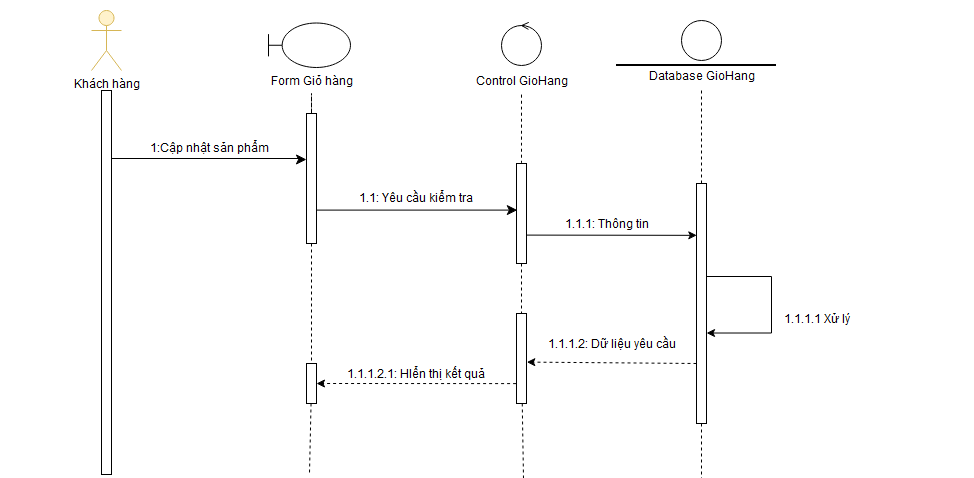 Khách hàng
Form Giỏ hàng
Control GioHang
Database GioHang
1:Cập nhật sản phẩm
1.1: Yêu cầu kiểm tra
1.1.1: Thông tin
1.1.1.1 Xử lý
1.1.1.2: Dữ liệu yêu cầu
1.1.1.2.1: HIển thị kết quả